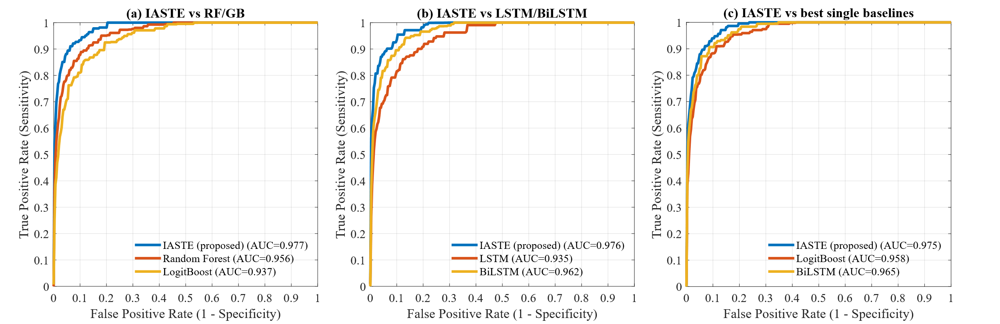 (a) IASTE vs RF/GB
1
0.9
0.8
0.7
0.6
0.5
0.4
0.3
0.2
0.1
0
True Positive Rate (Sensitivity)
IASTE (proposed) (AUC=0.977)
Random Forest (AUC=0.956)
LogitBoost (AUC=0.937)
0 0.1 0.2 0.3 0.4 0.5 0.6 0.7 0.8 0.9 1
False Positive Rate (1 - Specificity)
(b) IASTE vs LSTM/BiLSTM
1
0.9
0.8
0.7
0.6
0.5
0.4
0.3
0.2
0.1
0
True Positive Rate (Sensitivity)
IASTE (proposed) (AUC=0.976)
LSTM (AUC=0.935)
BiLSTM (AUC=0.962)
0 0.1 0.2 0.3 0.4 0.5 0.6 0.7 0.8 0.9 1
False Positive Rate (1 - Specificity)
(c) IASTE vs best single baselines
1
0.9
0.8
0.7
0.6
0.5
0.4
0.3
0.2
0.1
0
True Positive Rate (Sensitivity)
IASTE (proposed) (AUC=0.975)
LogitBoost (AUC=0.958)
BiLSTM (AUC=0.965)
0 0.1 0.2 0.3 0.4 0.5 0.6 0.7 0.8 0.9 1
False Positive Rate (1 - Specificity)